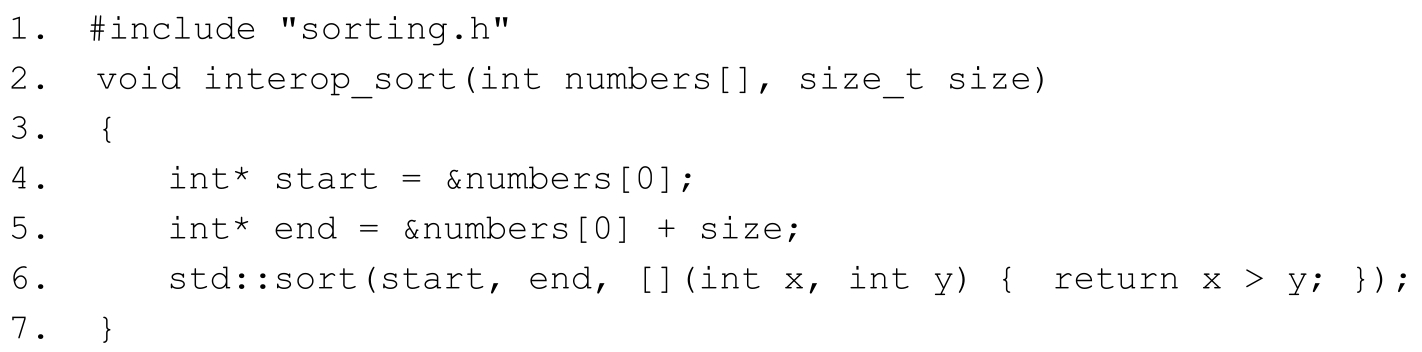 1. #include "sorting.h"
2. void interop_sort(int numbers[], size_t size)
3. {
4. int* start = &numbers[0];
5. int* end = &numbers[0] + size;
6. std::sort(start, end, [](int x, int y) { return x > y; });
7. }